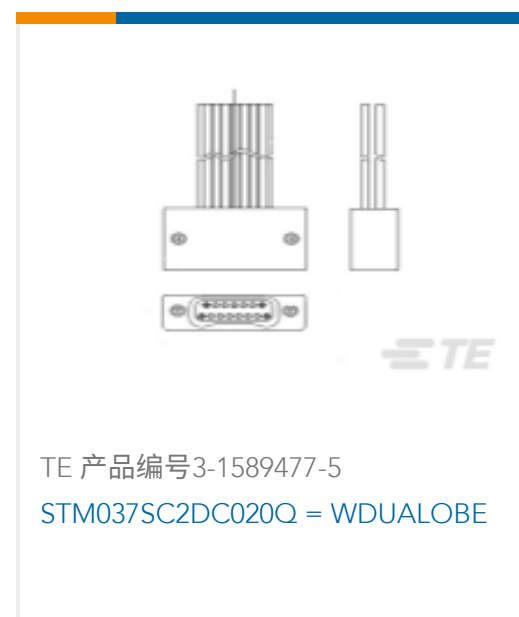 TE
TE 产品编号3-1589477-5
STM037SC2DC020Q = WDUALOBE